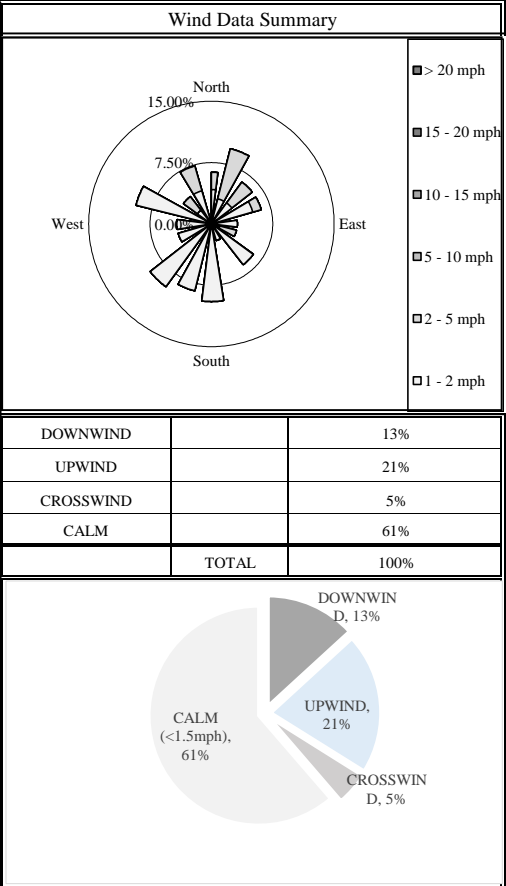 Wind Data Summary
North
15.00%
7.50%
West
0.00%
East
South
> 20 mph
15 - 20 mph
10 - 15 mph
5 - 10 mph
2 - 5 mph
1 - 2 mph
DOWNWIND 13%
UPWIND 21%
CROSSWIND 5%
CALM 61%
TOTAL 100%
DOWNWIN
D, 13%
UPWIND,
21%
CALM
(<1.5mph),
61%
CROSSWIN
D, 5%